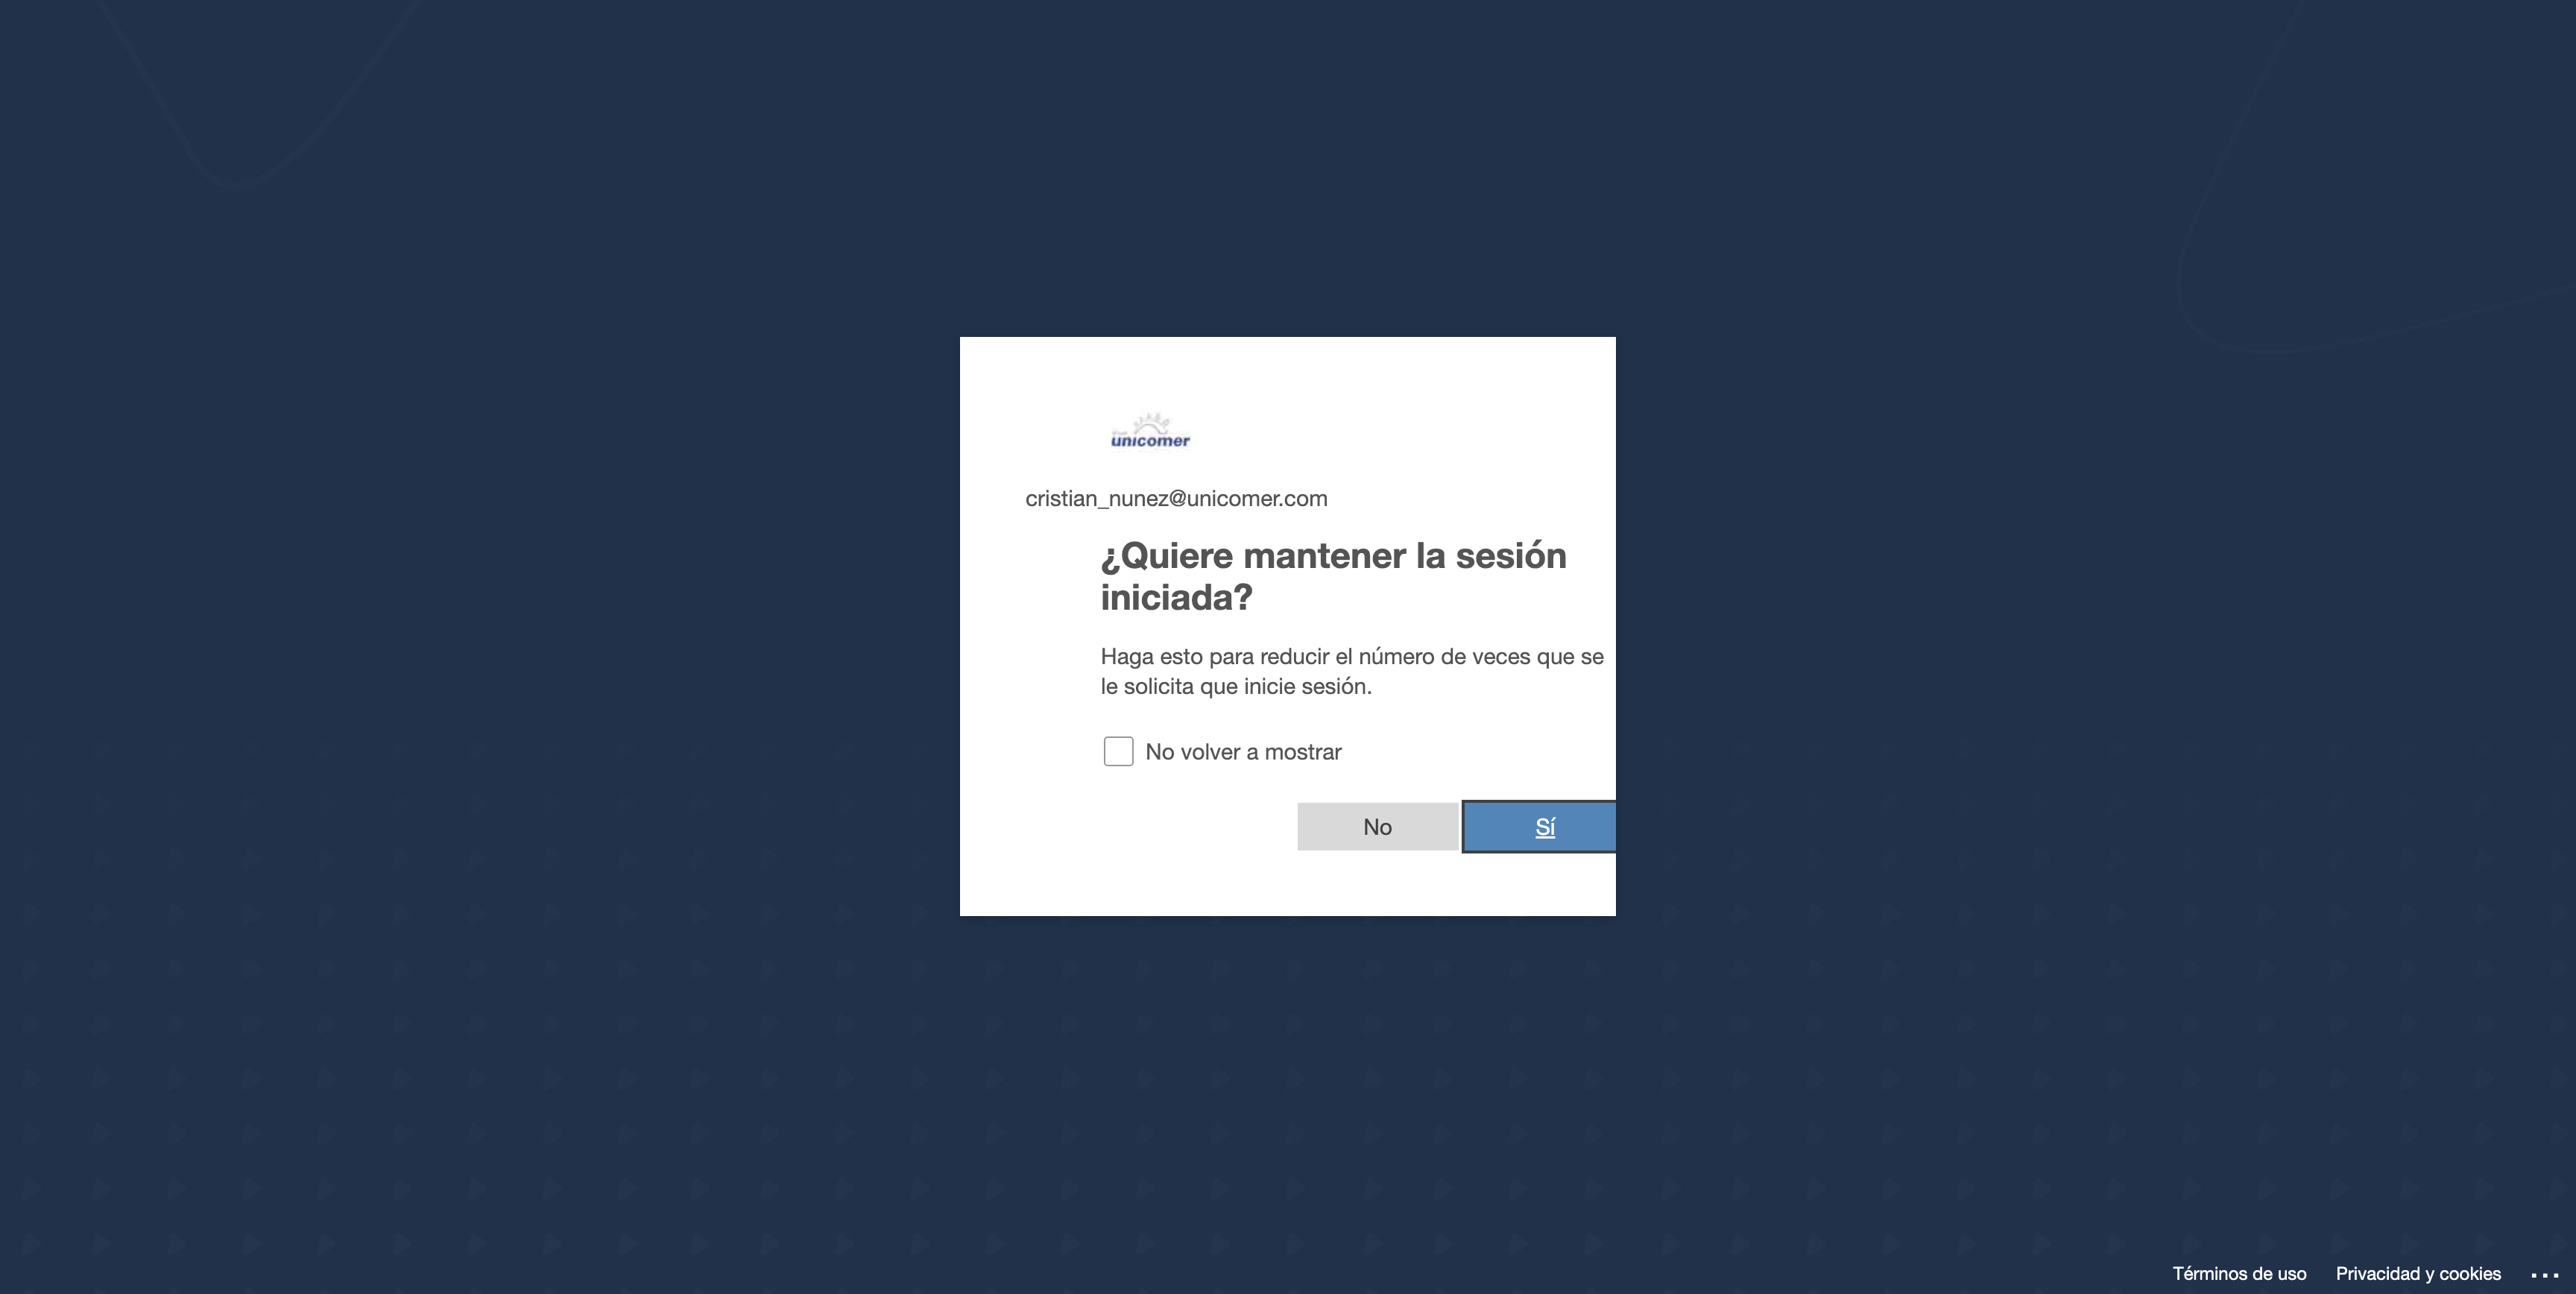 unicomer
cristian_nunez@unicomer.com
¿Quiere mantener la sesión
iniciada?
Haga esto para reducir el número de veces que se
le solicita que inicie sesión.
No volver a mostrar
No
Sí
Términos de uso
Privacidad y cookies